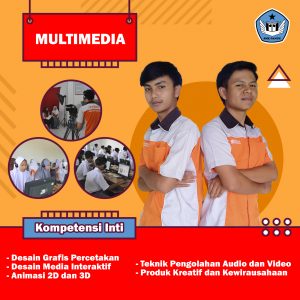 MULTIMEDIA
Kompetensi Inti
- Desain Grafis Percetakan
- Desain Media Interaktif
- Animasi 2D dan 3D
- Teknik Pengolahan Audio dan Video
- Produk Kreatif dan Kewirausahaan